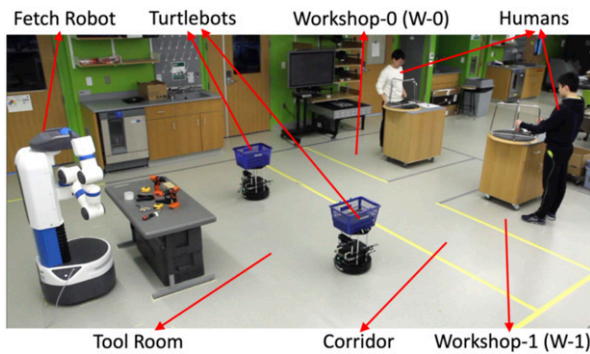 Fetch Robot
Turtlebots
Workshop-0 (W-0)
Humans
Tool Room
Corridor
Workshop-1 (W-1)